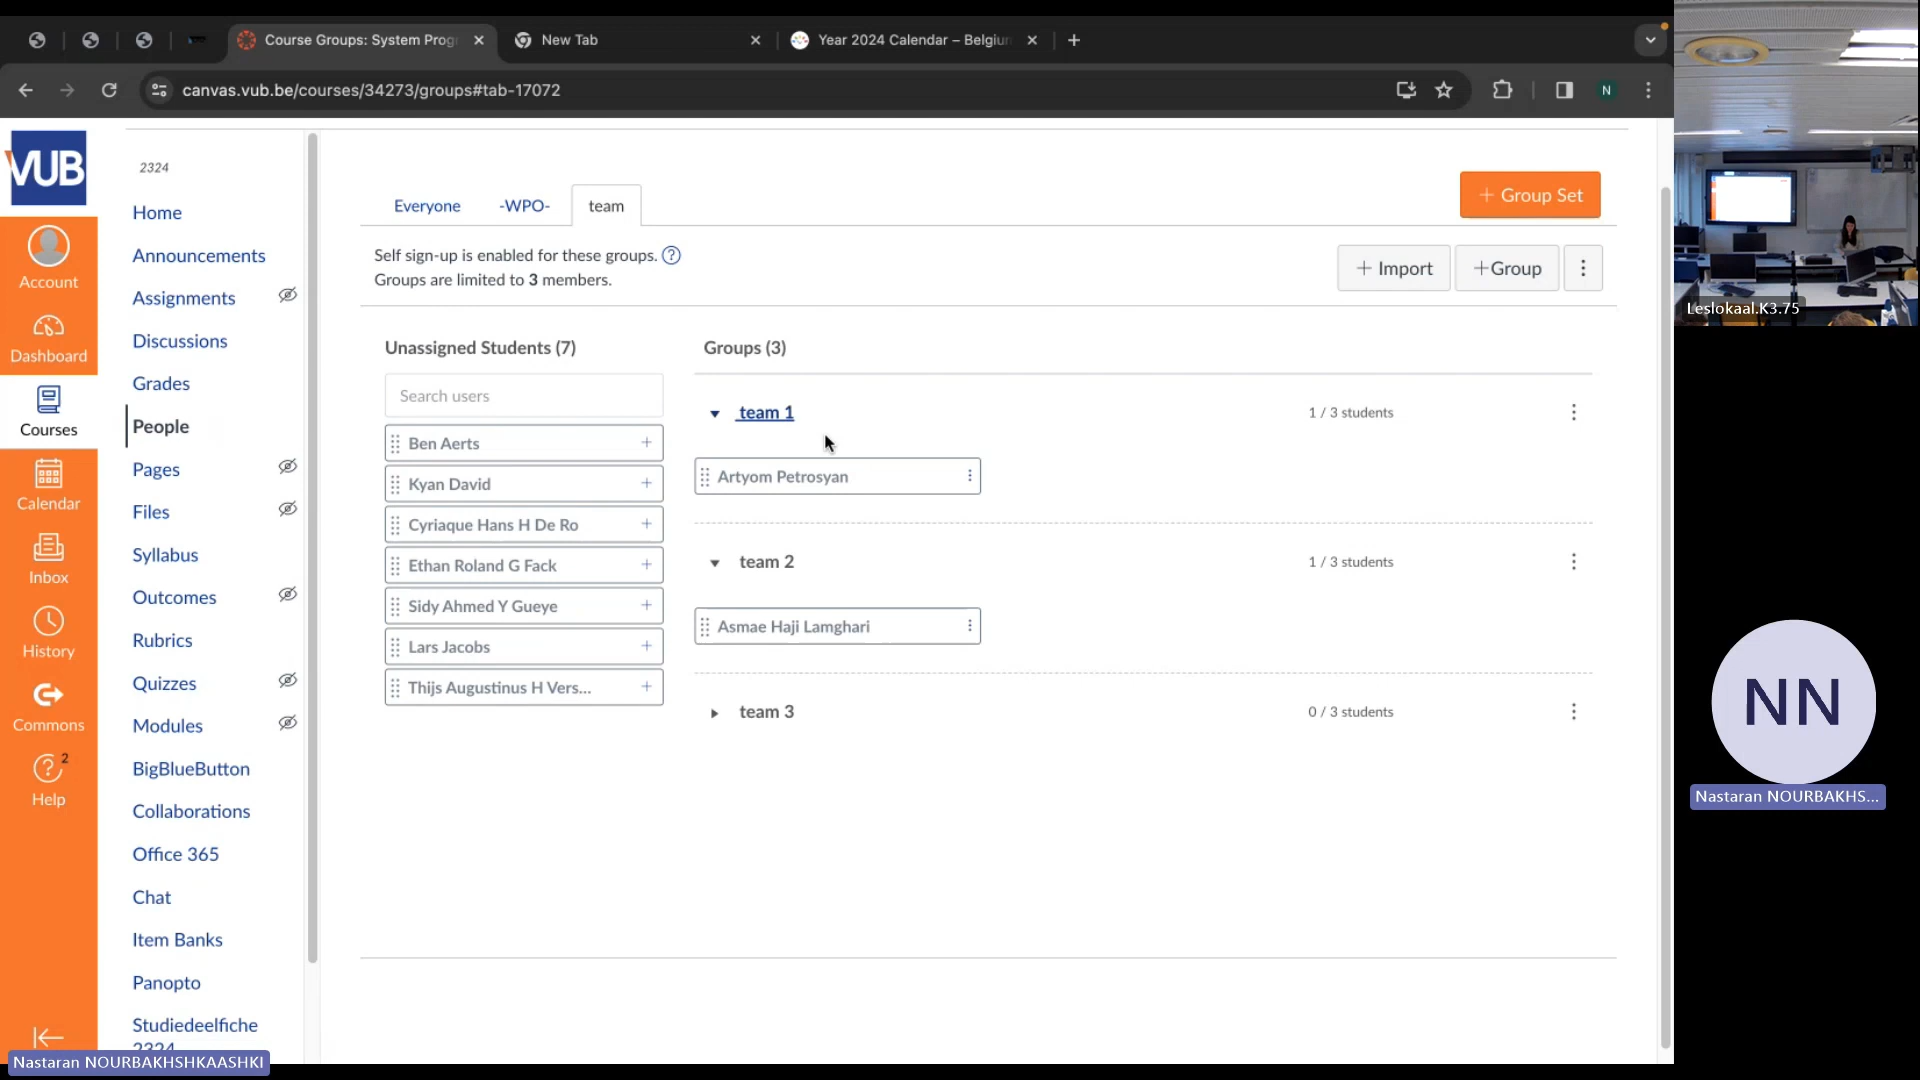 Course Groups: System Prog
New Tab
Year 2024 Calendar – Belgiun
canvas.vub.be/courses/34273/groups#tab-17072
N
VUB
Account
Dashboard
Courses
Calendar
Inbox
History
Commons
2
Help
2324
Home
Announcements
Assignments
Discussions
Grades
People
Pages
Files
Syllabus
Outcomes
Rubrics
Quizzes
Modules
BigBlueButton
Collaborations
Office 365
Chat
Item Banks
Panopto
Studiedeelfiche
2324
Everyone
-WPO-
team
+ Group Set
Self sign-up is enabled for these groups. ?
Groups are limited to 3 members.
+ Import
+Group
Unassigned Students (7)
Search users
Ben Aerts
Kyan David
Cyriaque Hans H De Ro
Ethan Roland G Fack
Sidy Ahmed Y Gueye
Lars Jacobs
Thijs Augustinus H Vers...
Groups (3)
team 1
1 / 3 students
Artyom Petrosyan
team 2
1 / 3 students
Asmae Haji Lamghari
team 3
0 / 3 students
Leslokaal.K3.75
NN
Nastaran NOURBAKHS...
Nastaran NOURBAKHSHKAASHKI